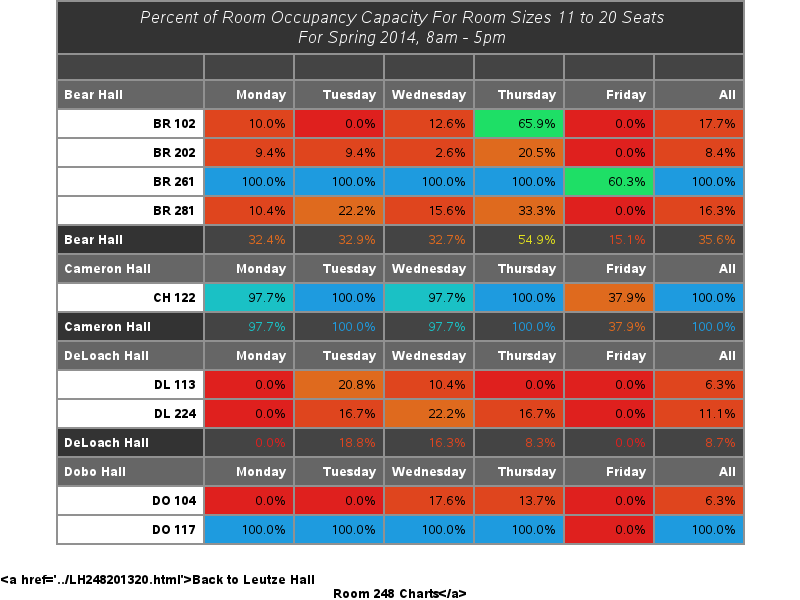 Percent of Room Occupancy Capacity For Room Sizes 11 to 20 Seats
For Spring 2014, 8am - 5pm
Bear Hall Monday Tuesday Wednesday Thursday Friday All
BR 102 10.0% 0.0% 12.6% 65.9% 0.0% 17.7%
BR 202 9.4% 9.4% 2.6% 20.5% 0.0% 8.4%
BR 261 100.0% 100.0% 100.0% 100.0% 60.3% 100.0%
BR 281 10.4% 22.2% 15.6% 33.3% 0.0% 16.3%
Bear Hall 32.4% 32.9% 32.7% 54.9% 15.1% 35.6%
Cameron Hall Monday Tuesday Wednesday Thursday Friday All
CH 122 97.7% 100.0% 97.7% 100.0% 37.9% 100.0%
Cameron Hall 97.7% 100.0% 97.7% 100.0% 37.9% 100.0%
DeLoach Hall Monday Tuesday Wednesday Thursday Friday All
DL 113 0.0% 20.8% 10.4% 0.0% 0.0% 6.3%
DL 224 0.0% 16.7% 22.2% 16.7% 0.0% 11.1%
DeLoach Hall 0.0% 18.8% 16.3% 8.3% 0.0% 8.7%
Dobo Hall Monday Tuesday Wednesday Thursday Friday All
DO 104 0.0% 0.0% 17.6% 13.7% 0.0% 6.3%
DO 117 100.0% 100.0% 100.0% 100.0% 0.0% 100.0%
<a href='../LH248201320.html'>Back to Leutze Hall
Room 248 Charts</a>